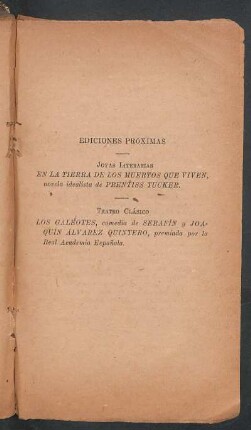 EDICIONES PRÓXIMAS
Joyas Literarias
EN LA TIERRA DE LOS MUERTOS QUE VIVEN,
novela idealista de PRENTISS TUCKER.
Teatro Clásico
LOS GALEOTES, comedia de SERAFÍN y JOA-
QUÍN ÁLVAREZ QUINTERO, premiada por la
Real Academia Española.